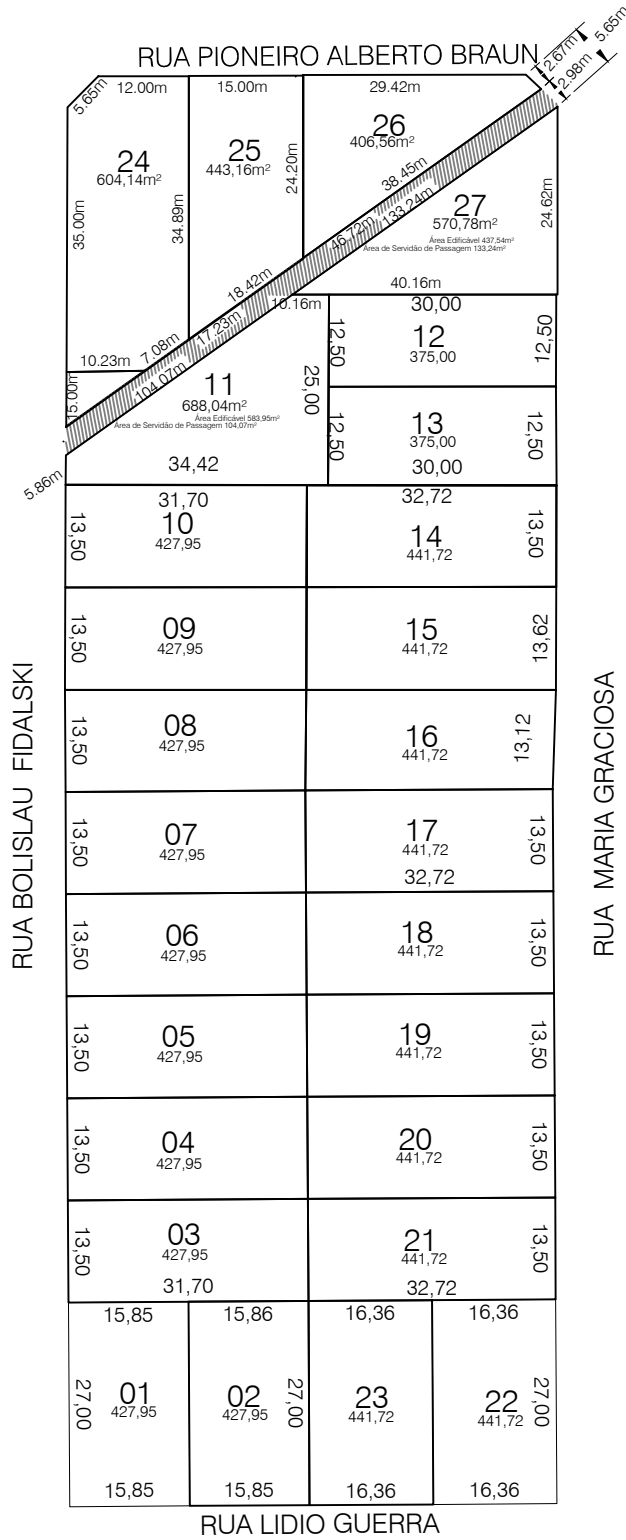 RUA PIONEIRO ALBERTO BRAUN
2.67m
5.65m
2.98m
5.65m
12.00m
15.00m
29.42m
24
604,14m²
25
443,16m²
26
406,56m²
35.00m
34.89m
24.20m
38.45m
27
570,78m²
Área Edificável 437,54m²
Área de Servidão de Passagem 133,24m²
24.62m
133.24m
46.72m
40.16m
18.42m
10.16m
17.23m
7.08m
10.23m
104.07m
15.00m
5.86m
11
688,04m²
Área Edificável 583,95m²
Área de Servidão de Passagem 104,07m²
25,00
34,42
30,00
12,50
12
375,00
12,50
12,50
13
375,00
12,50
30,00
31,70
10
427,95
13,50
32,72
14
441,72
13,50
13,50
09
427,95
15
441,72
13,62
13,50
08
427,95
16
441,72
13,12
13,50
07
427,95
17
441,72
32,72
13,50
13,50
06
427,95
18
441,72
13,50
13,50
05
427,95
19
441,72
13,50
13,50
04
427,95
20
441,72
13,50
13,50
03
427,95
31,70
21
441,72
32,72
13,50
15,85
15,86
16,36
16,36
27,00
01
427,95
02
427,95
27,00
23
441,72
22
441,72
27,00
15,85
15,85
16,36
16,36
RUA BOLISLAU FIDALSKI
RUA MARIA GRACIOSA
RUA LIDIO GUERRA